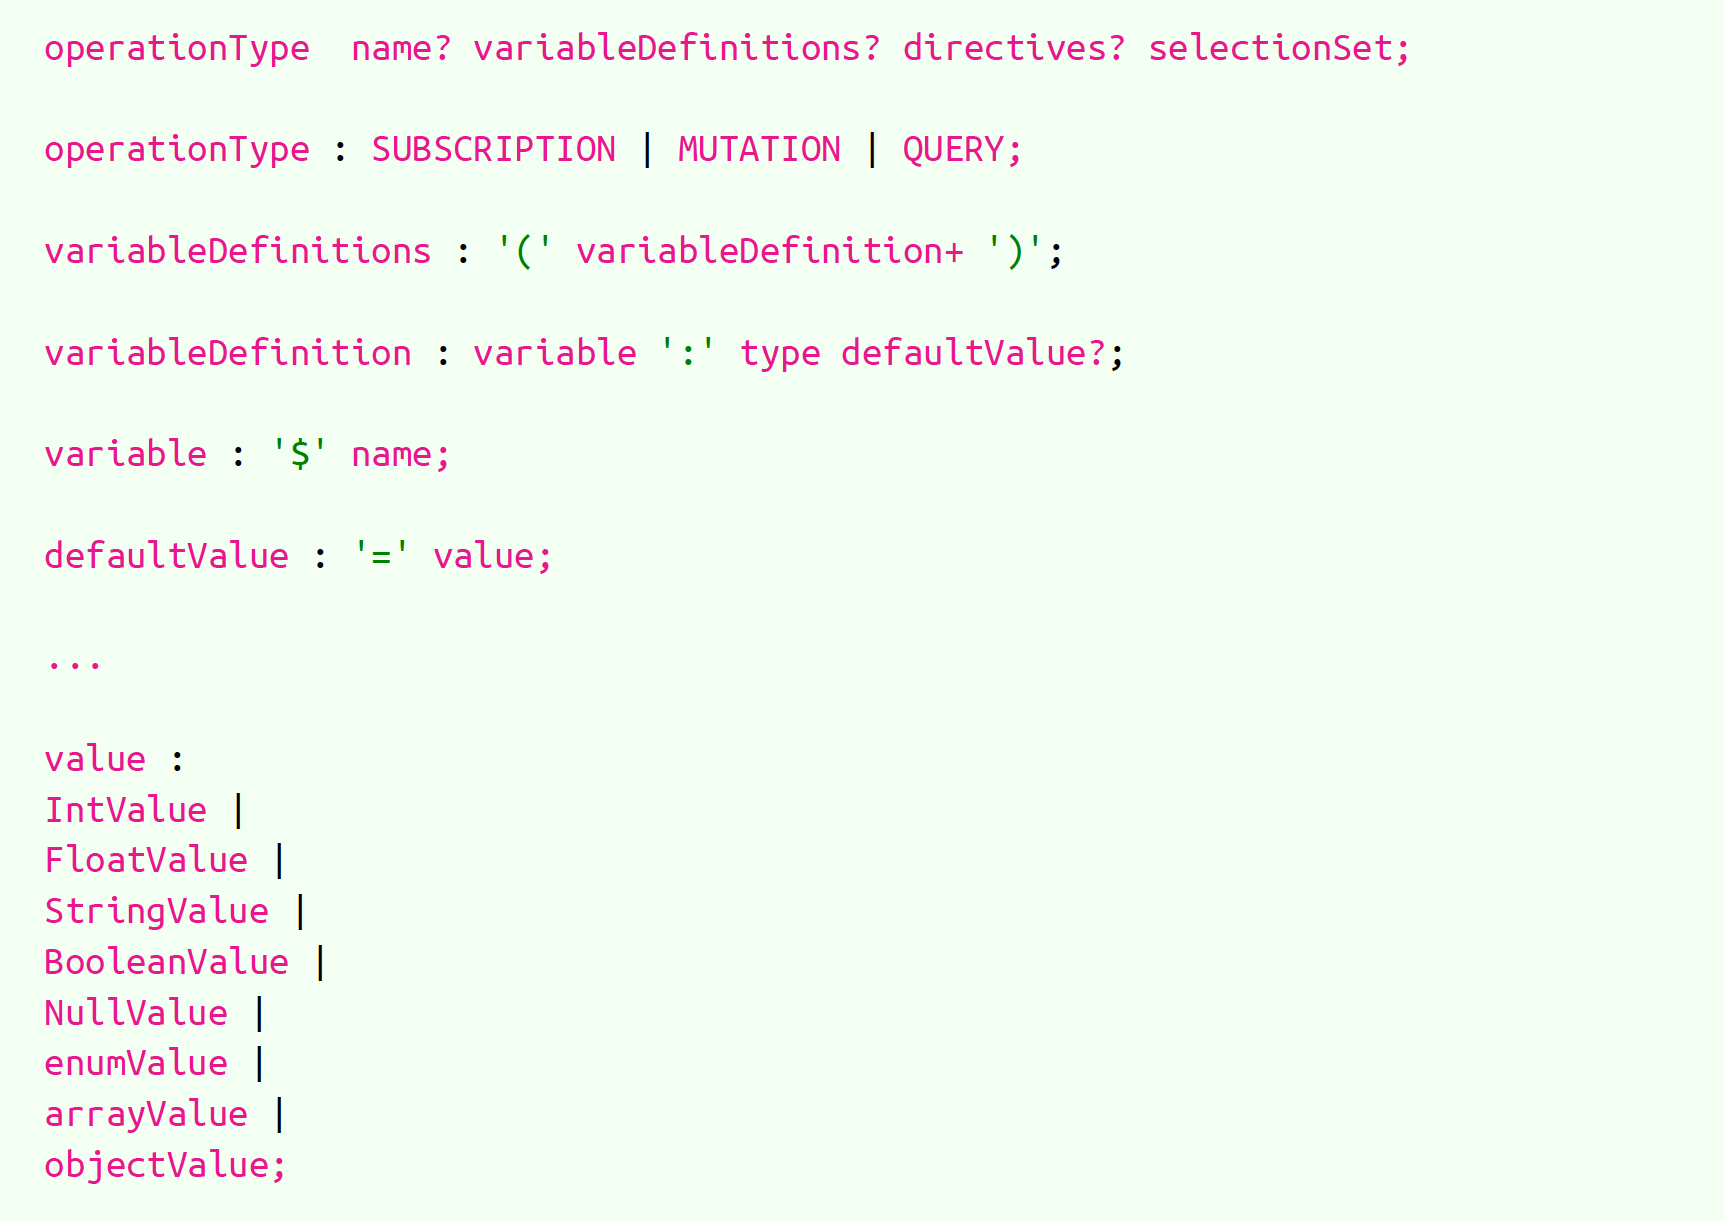 operationType  name? variableDefinitions? directives? selectionSet;
operationType : SUBSCRIPTION | MUTATION | QUERY;
variableDefinitions : '(' variableDefinition+ ')';
variableDefinition : variable ':' type defaultValue?;
variable : '$' name;
defaultValue : '=' value;
...
value :
IntValue |
FloatValue |
StringValue |
BooleanValue |
NullValue |
enumValue |
arrayValue |
objectValue;